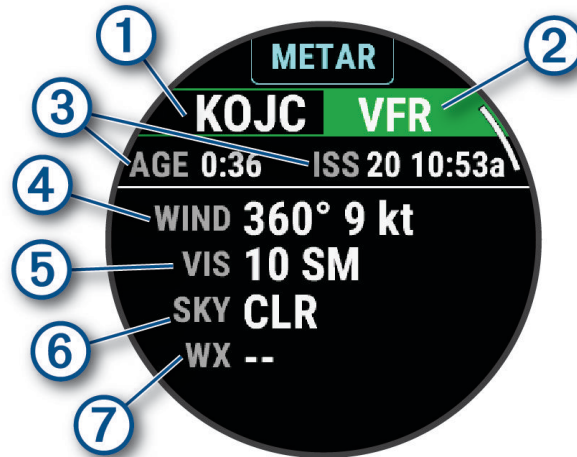 1
2
METAR
3
KOJC VFR
AGE 0:36 ISS 20 10:53a
4
WIND 360° 9 kt
5
VIS 10 SM
6
SKY CLR
7
WX --